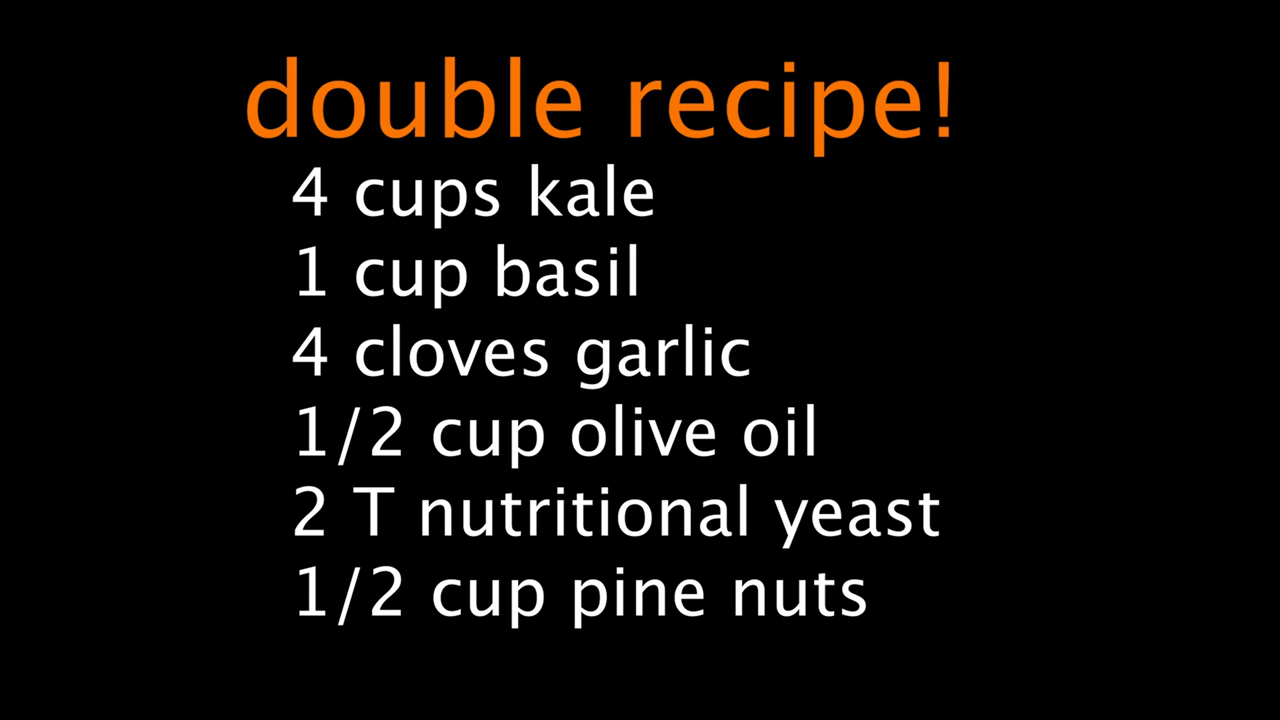 double recipe!
4 cups kale
1 cup basil
4 cloves garlic
1/2 cup olive oil
2 T nutritional yeast
1/2 cup pine nuts